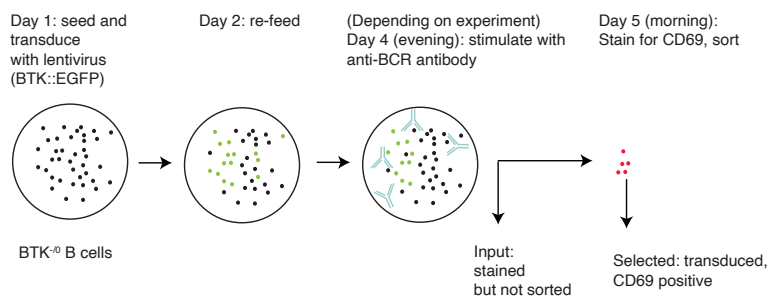 Day 1: seed and
transduce
with lentivirus
(BTK::EGFP)
Day 2: re-feed
(Depending on experiment)
Day 4 (evening): stimulate with
anti-BCR antibody
Day 5 (morning):
Stain for CD69, sort
BTK-/0 B cells
Input:
stained
but not sorted
Selected: transduced,
CD69 positive